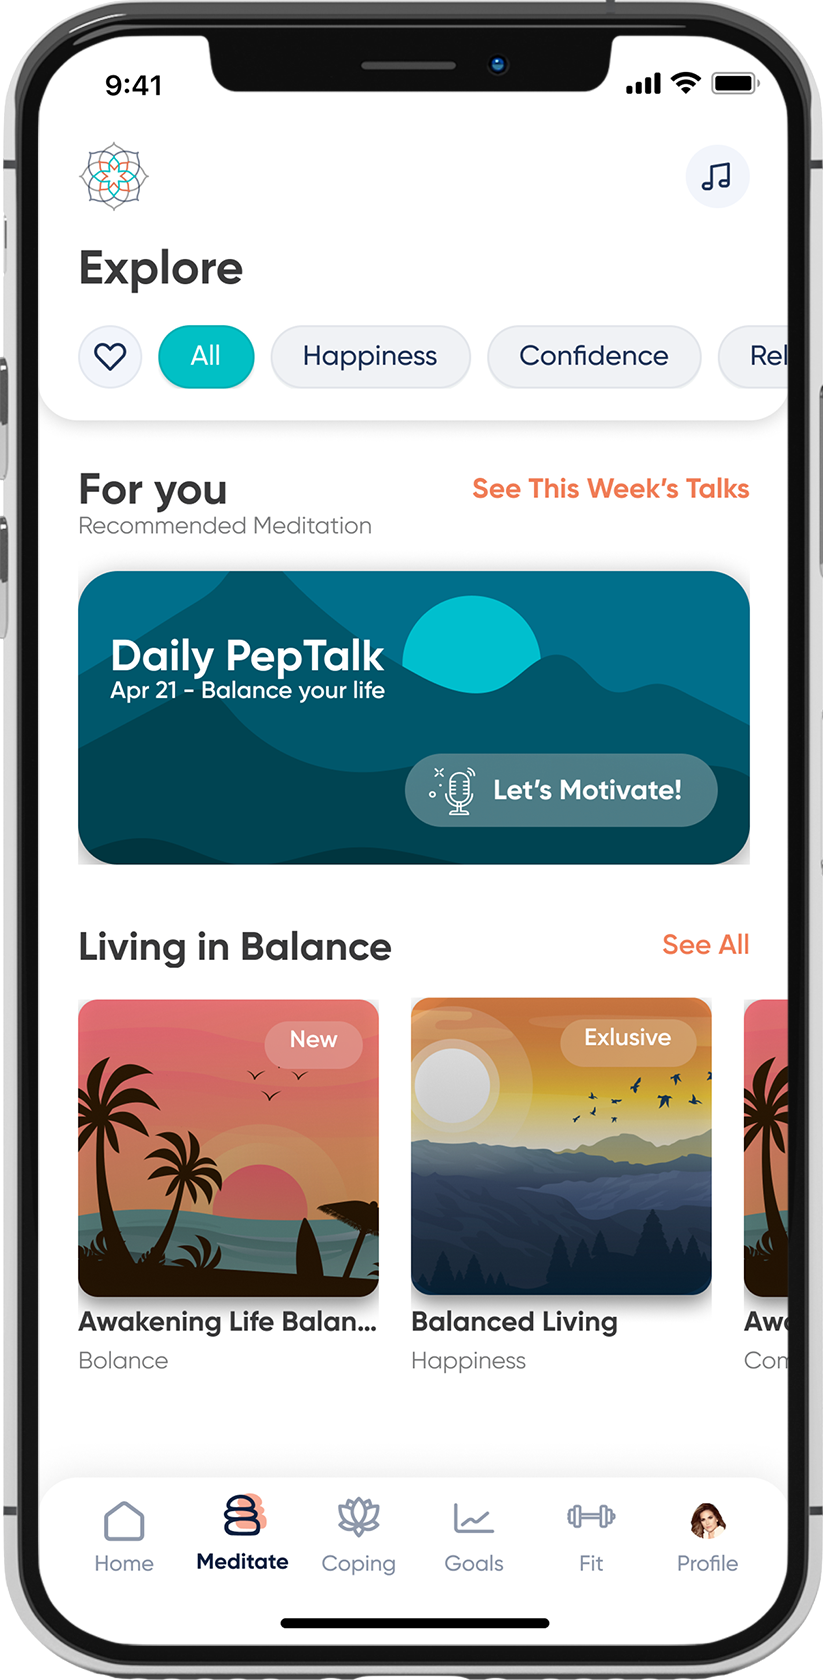 9:41
Explore
All
Happiness
Confidence
Rel
For you
See This Week's Talks
Recommended Meditation
Daily PepTalk
Apr 21 - Balance your life
Let's Motivate!
Living in Balance
See All
New
Exlusive
Awakening Life Balan...
Balanced Living
Awa
Bolance
Happiness
Com
Home
Meditate
Coping
Goals
Fit
Profile